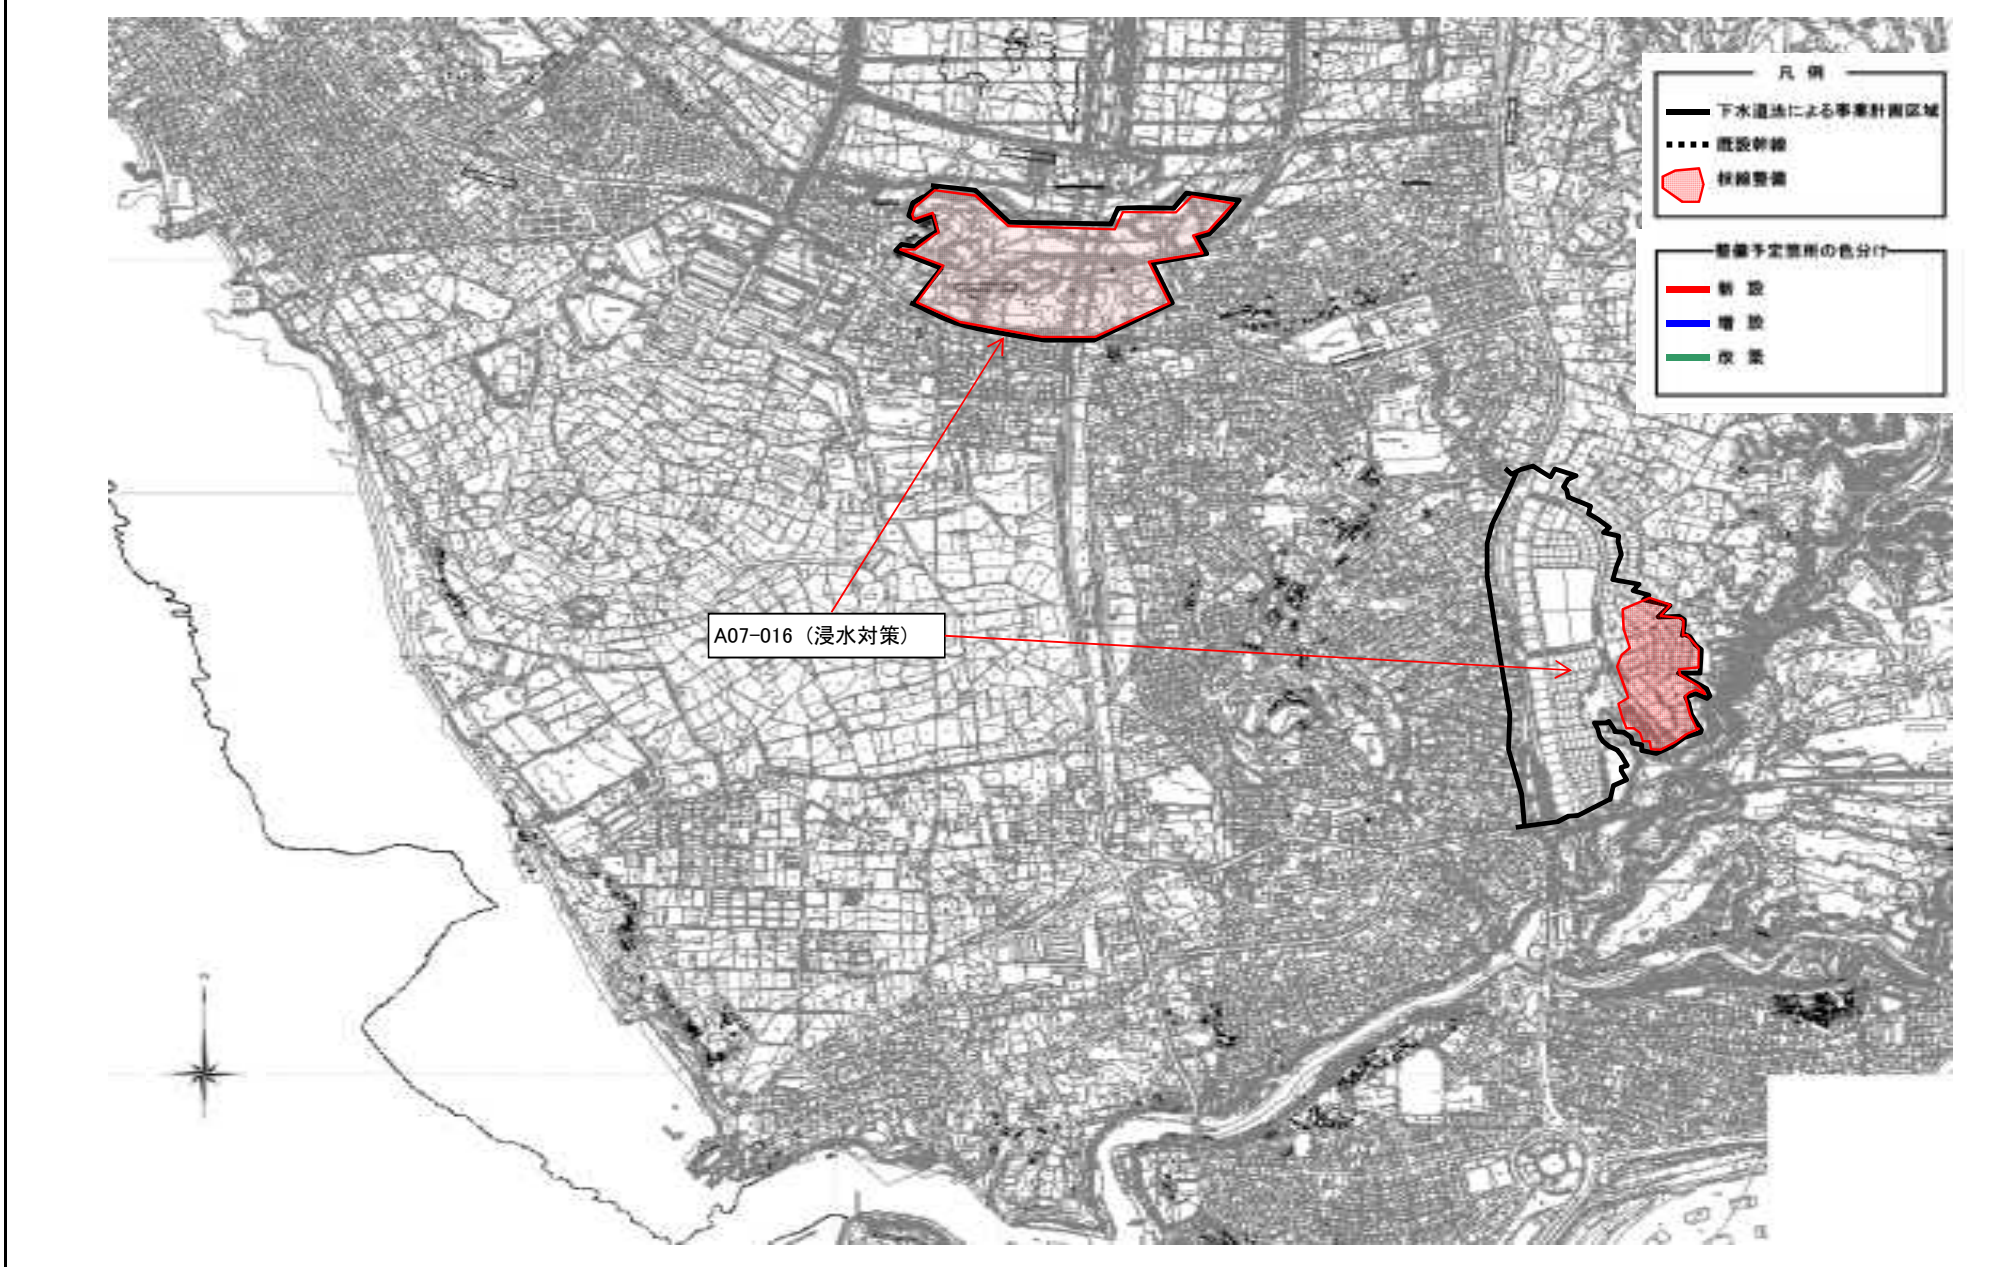 凡 例
下水道法による事業計画区域
既設幹線
枝線整備
整備予定箇所の色分け
新 設
増 設
改 築
A07-016（浸水対策）